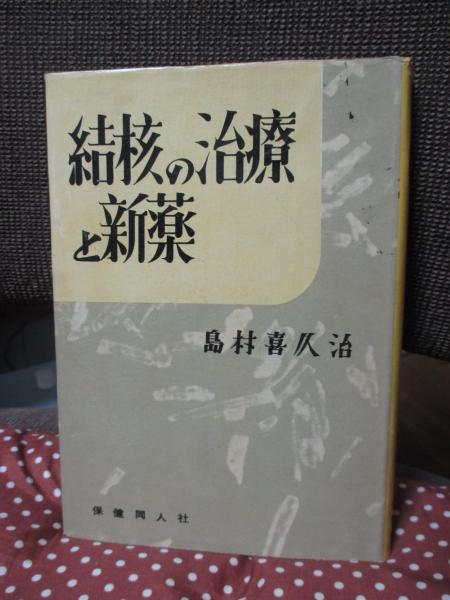 結核の治療
と新薬
島村喜久治
保健同人社